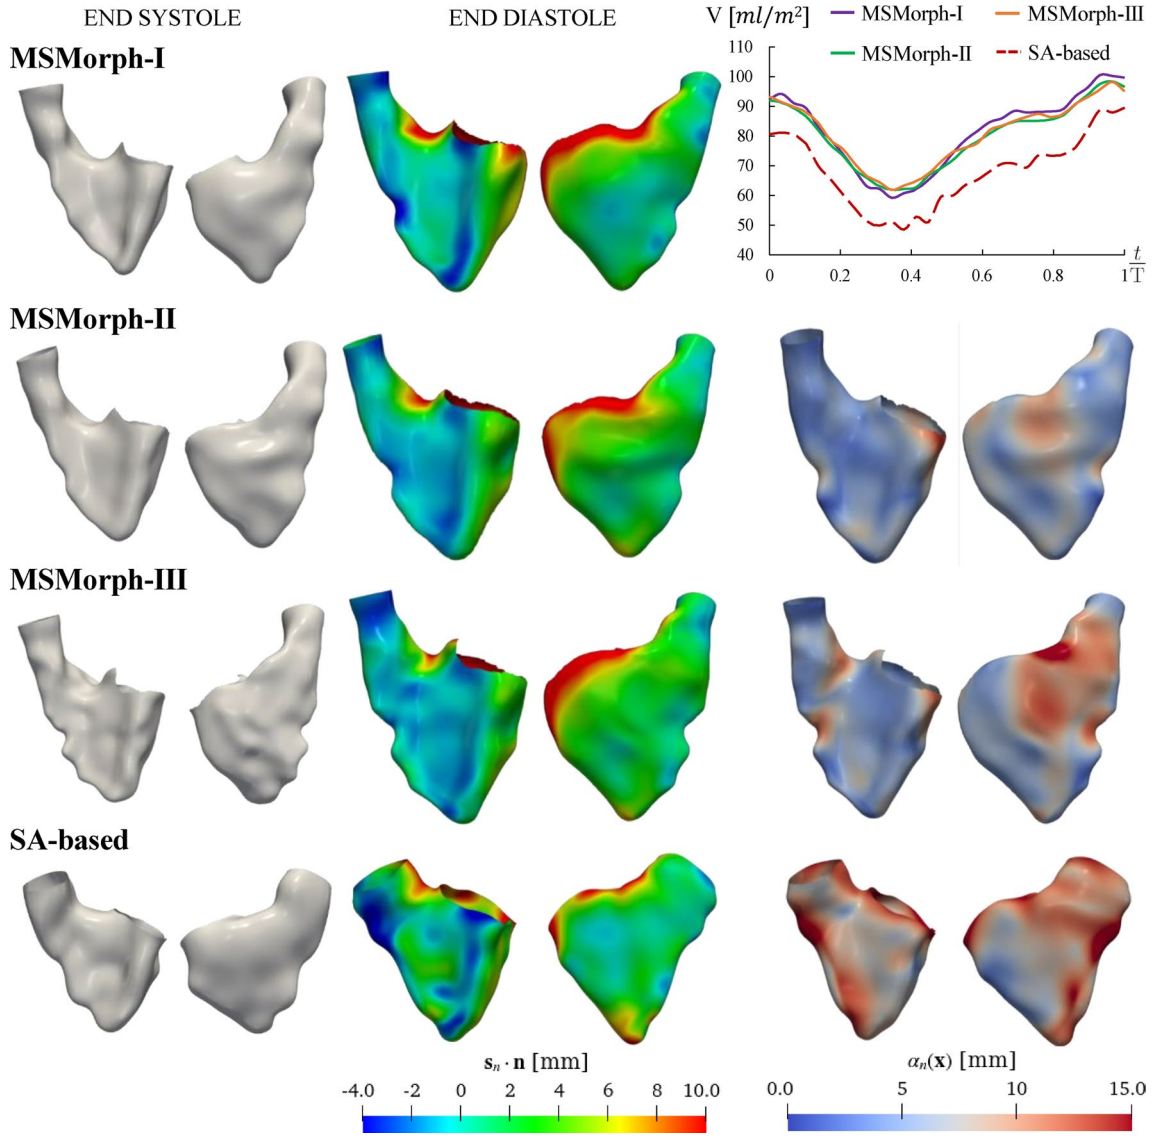 END SYSTOLE
END DIASTOLE
V [ml/m²]
MSMorph-I
MSMorph-III
MSMorph-II
SA-based
MSMorph-I
110
100
90
80
70
60
50
40
0
0.2
0.4
0.6
0.8
1
t/T
MSMorph-II
MSMorph-III
SA-based
sₙ · n [mm]
-4.0
-2
0
2
4
6
8
10.0
αₙ(x) [mm]
0.0
5
10
15.0